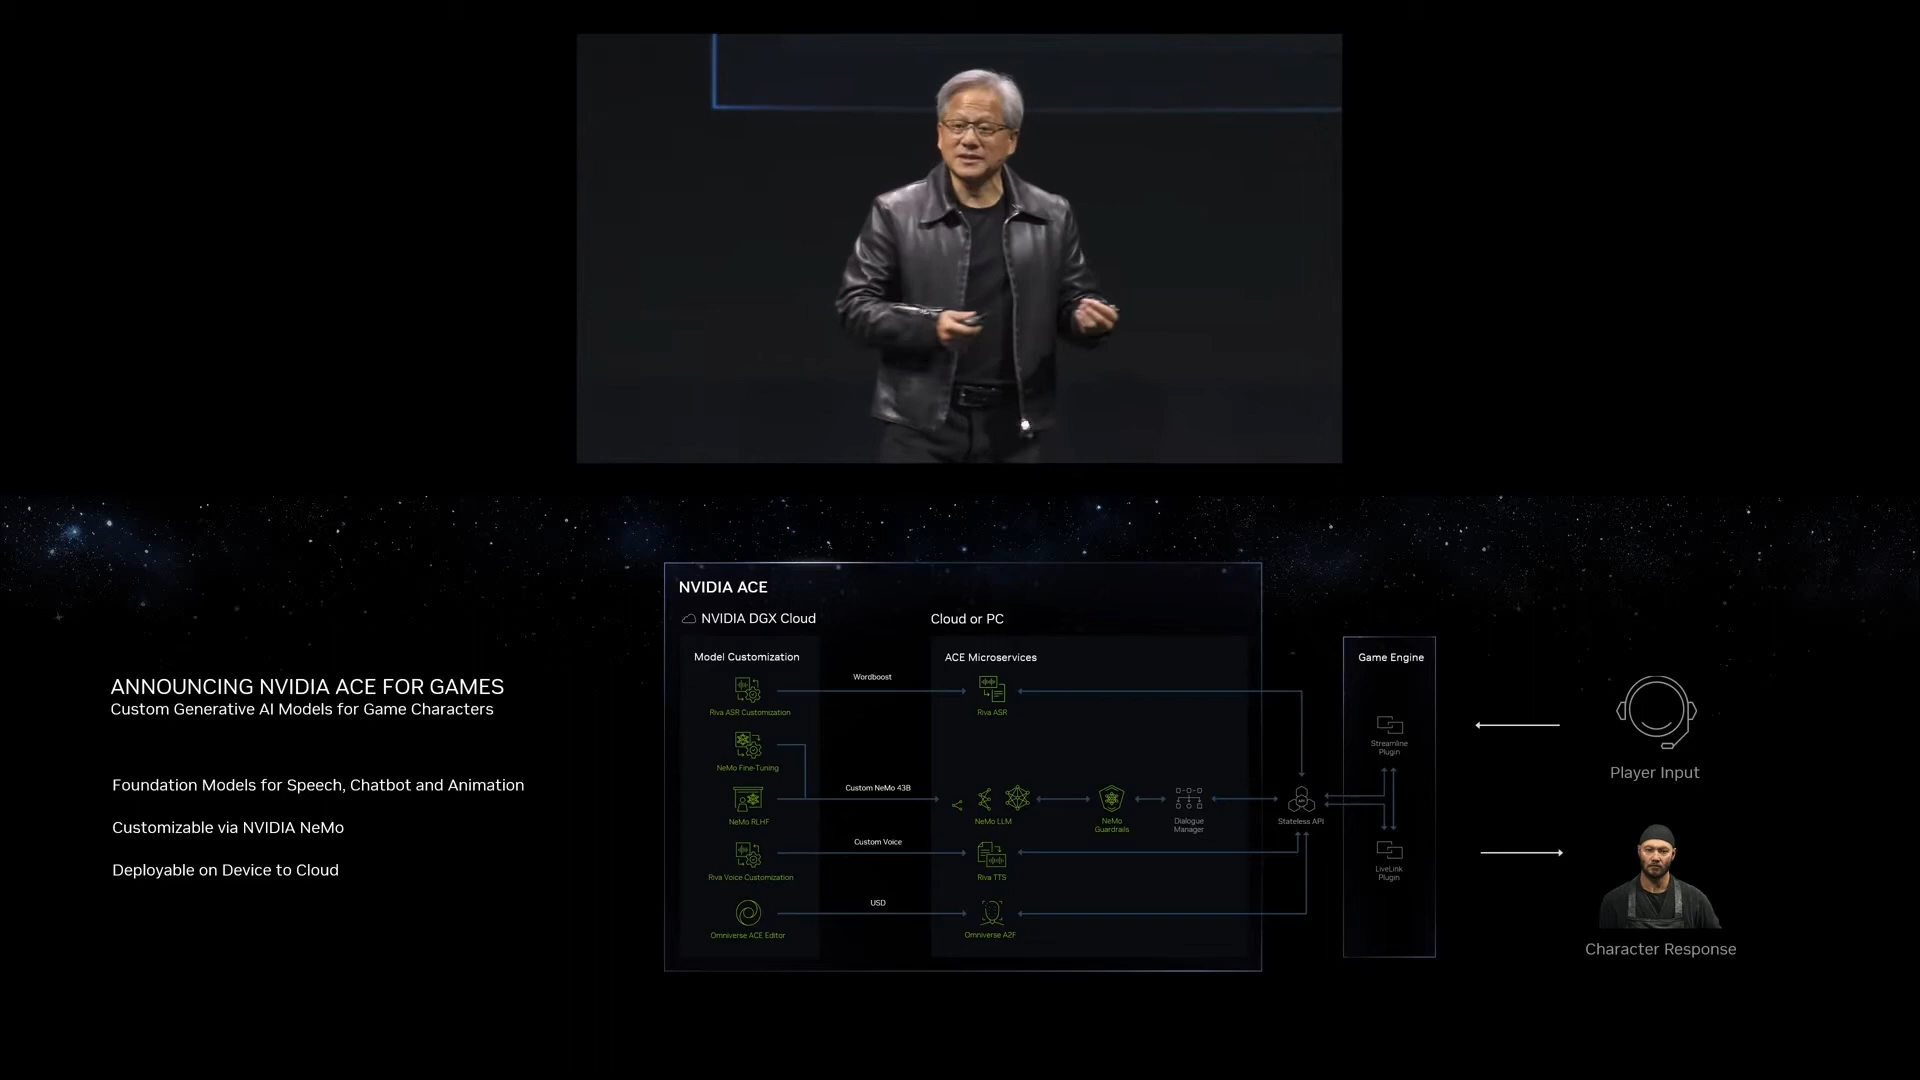 NVIDIA ACE
NVIDIA DGX Cloud
Cloud or PC
Model Customization
ACE Microservices
Game Engine
Wordboost
Riva ASR Customization
Riva ASR
ANNOUNCING NVIDIA ACE FOR GAMES
Custom Generative AI Models for Game Characters
Streamline
Plugin
NeMo Fine-Tuning
Player Input
Foundation Models for Speech, Chatbot and Animation
Custom NeMo 43B
NeMo RLHF
NeMo LLM
NeMo
Guardrails
Dialogue
Manager
API
Stateless API
Customizable via NVIDIA NeMo
Custom Voice
Riva Voice Customization
Riva TTS
LiveLink
Plugin
Deployable on Device to Cloud
USD
Omniverse ACE Editor
Omniverse A2F
Character Response